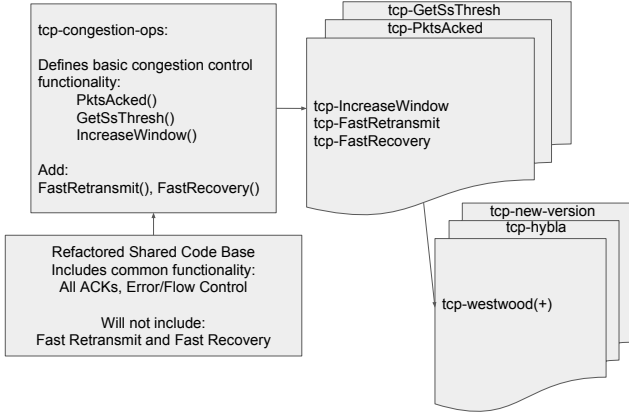 tcp-congestion-ops:
Defines basic congestion control
functionality:
PktsAcked()
GetSsThresh()
IncreaseWindow()
Add:
FastRetransmit(), FastRecovery()
Refactored Shared Code Base
Includes common functionality:
All ACKs, Error/Flow Control
Will not include:
Fast Retransmit and Fast Recovery
tcp-GetSsThresh
tcp-PktsAcked
tcp-IncreaseWindow
tcp-FastRetransmit
tcp-FastRecovery
tcp-new-version
tcp-hybla
tcp-westwood(+)